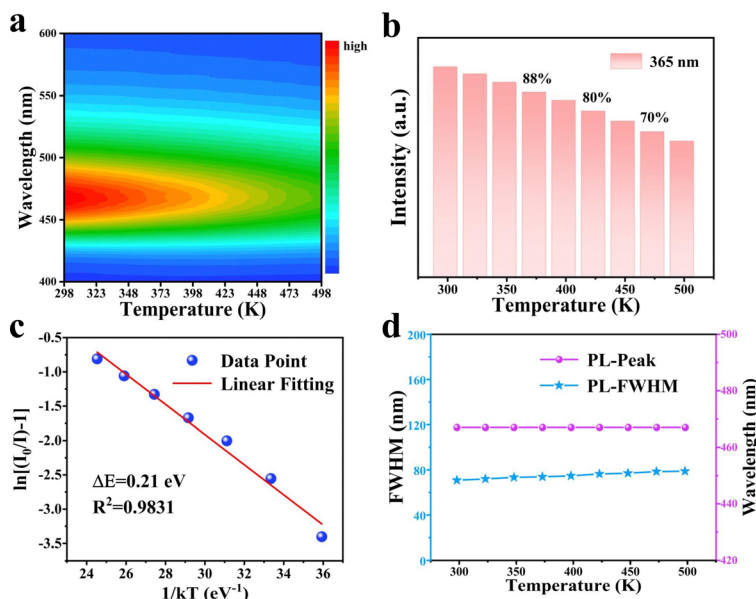 a
600
550
500
450
400
Wavelength (nm)
high
298 323 348 373 398 423 448 473 498
Temperature (K)
b
365 nm
88%
80%
70%
Intensity (a.u.)
300 350 400 450 500
Temperature (K)
c
-0.5
-1.0
-1.5
-2.0
-2.5
-3.0
-3.5
ln[(I0/I)-1]
Data Point
Linear Fitting
ΔE=0.21 eV
R²=0.9831
24 26 28 30 32 34 36
1/kT (eV⁻¹)
d
200
160
120
80
40
0
FWHM (nm)
PL-Peak
PL-FWHM
500
480
460
440
420
Wavelength (nm)
300 350 400 450 500
Temperature (K)